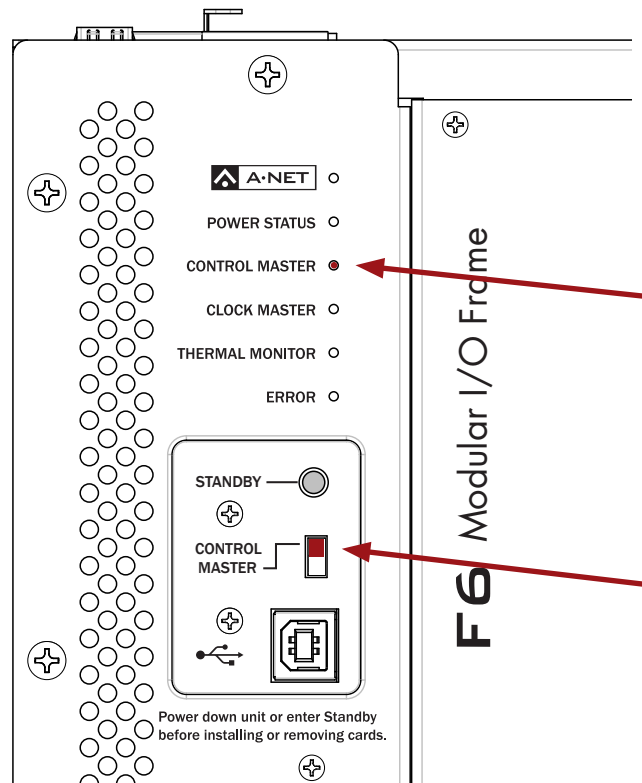 A·NET
POWER STATUS
CONTROL MASTER
CLOCK MASTER
THERMAL MONITOR
ERROR
STANDBY
CONTROL
MASTER
Power down unit or enter Standby
before installing or removing cards.
F6 Modular I/O Frame